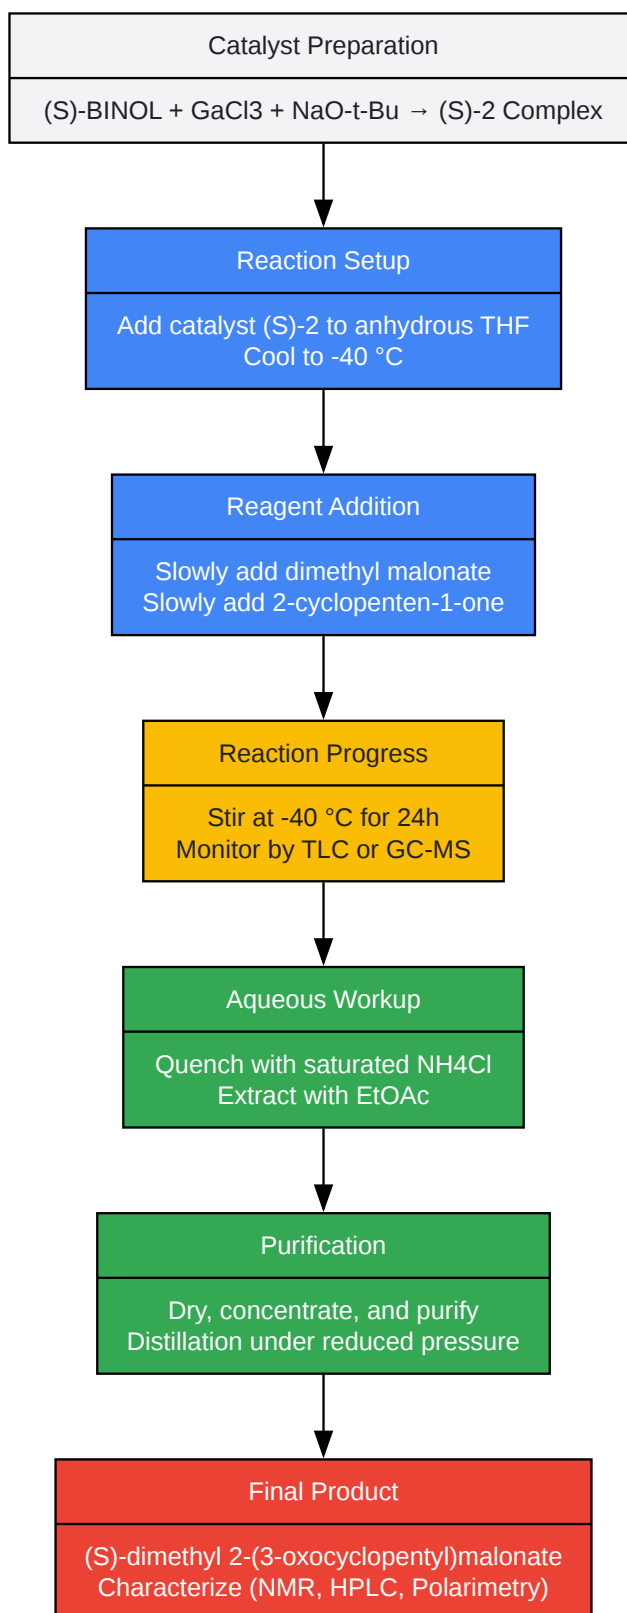 Catalyst Preparation
(S)-BINOL + GaCl3 + NaO-t-Bu → (S)-2 Complex
Reaction Setup
Add catalyst (S)-2 to anhydrous THF
Cool to -40 °C
Reagent Addition
Slowly add dimethyl malonate
Slowly add 2-cyclopenten-1-one
Reaction Progress
Stir at -40 °C for 24h
Monitor by TLC or GC-MS
Aqueous Workup
Quench with saturated NH4Cl
Extract with EtOAc
Purification
Dry, concentrate, and purify
Distillation under reduced pressure
Final Product
(S)-dimethyl 2-(3-oxocyclopentyl)malonate
Characterize (NMR, HPLC, Polarimetry)